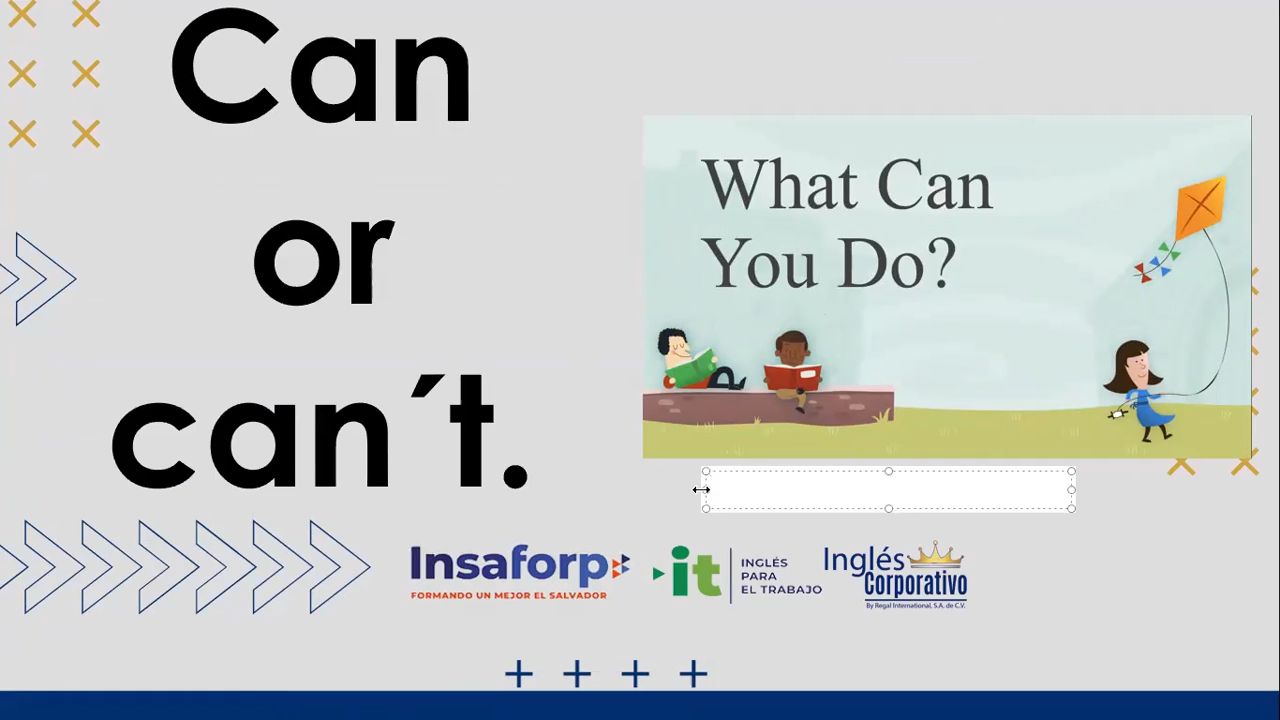 Can
or
can´t.
What Can
You Do?
Insaforp
FORMANDO UN MEJOR EL SALVADOR
it
INGLÉS
PARA
EL TRABAJO
Inglés
Corporativo
By Regal International, S.A. de C.V.